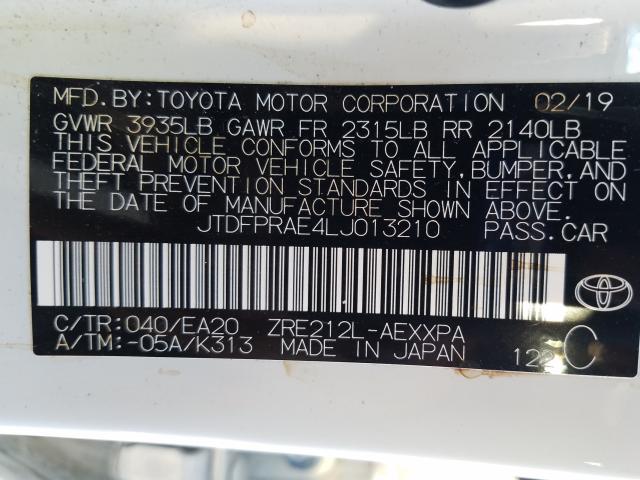 MFD.BY:TOYOTA MOTOR CORPORATION 02/19
GVWR 3935LB GAWR FR 2315LB RR 2140LB
THIS VEHICLE CONFORMS TO ALL APPLICABLE
FEDERAL MOTOR VEHICLE SAFETY,BUMPER,AND
THEFT PREVENTION STANDARDS IN EFFECT ON
THE DATE OF MANUFACTURE SHOWN ABOVE.
JTDFPRAE4LJ013210 PASS.CAR
C/TR:040/EA20 ZRE212L-AEXXPA
A/TM:-05A/K313 MADE IN JAPAN 122 C